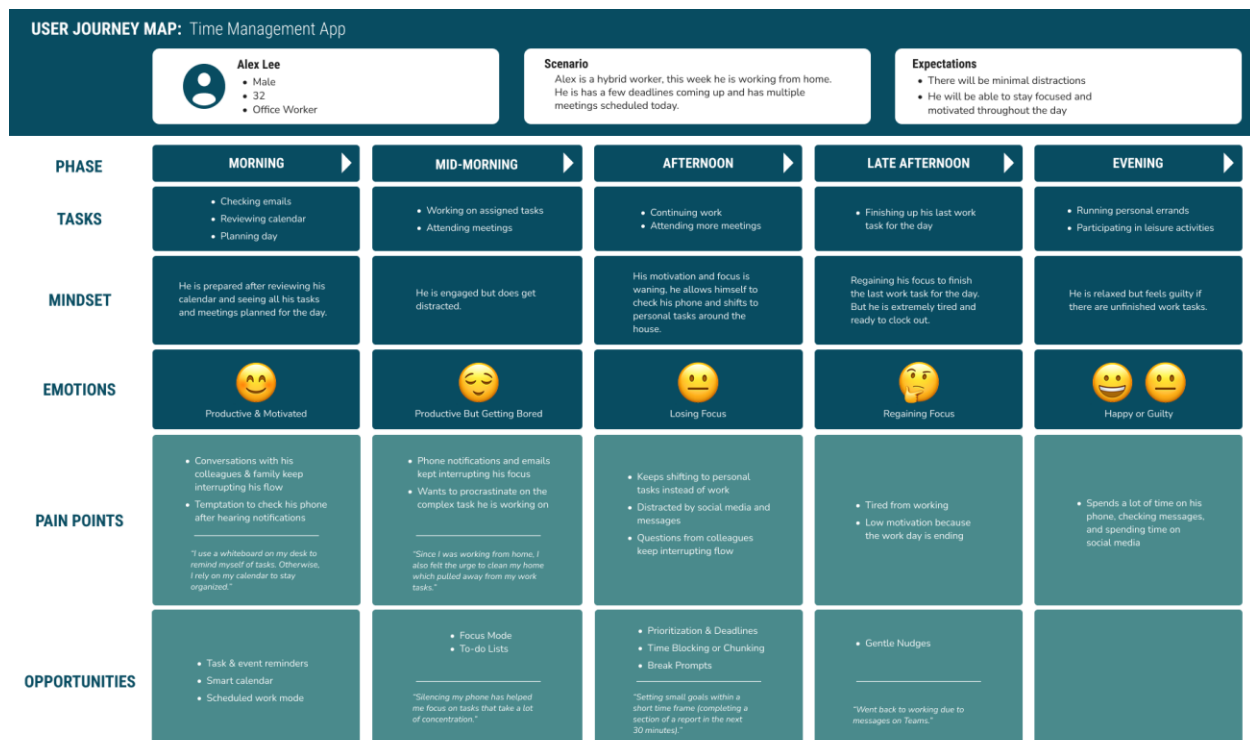 USER JOURNEY MAP: Time Management App
Alex Lee
• Male
• 32
• Office Worker
Scenario
Alex is a hybrid worker, this week he is working from home.
He is has a few deadlines coming up and has multiple
meetings scheduled today.
Expectations
• There will be minimal distractions
• He will be able to stay focused and
motivated throughout the day
PHASE
MORNING
MID-MORNING
AFTERNOON
LATE AFTERNOON
EVENING
TASKS
• Checking emails
• Reviewing calendar
• Planning day
• Working on assigned tasks
• Attending meetings
• Continuing work
• Attending more meetings
• Finishing up his last work
task for the day
• Running personal errands
• Participating in leisure activities
MINDSET
He is prepared after reviewing his
calendar and seeing all his tasks
and meetings planned for the day.
He is engaged but does get
distracted.
His motivation and focus is
waning, he allows himself to
check his phone and shifts to
personal tasks around the
house.
Regaining his focus to finish
the last work task for the day.
But he is extremely tired and
ready to clock out.
He is relaxed but feels guilty if
there are unfinished work tasks.
EMOTIONS
Productive & Motivated
Productive But Getting Bored
Losing Focus
Regaining Focus
Happy or Guilty
PAIN POINTS
• Conversations with his
colleagues & family keep
interrupting his flow
• Temptation to check his phone
after hearing notifications
"I use a whiteboard on my desk to
remind myself of tasks. Otherwise,
I rely on my calendar to stay
organized."
• Phone notifications and emails
kept interrupting his focus
• Wants to procrastinate on the
complex task he is working on
"Since I was working from home, I
also felt the urge to clean my home
which pulled away from my work
tasks."
• Keeps shifting to personal
tasks instead of work
• Distracted by social media and
messages
• Questions from colleagues
keep interrupting flow
• Tired from working
• Low motivation because
the work day is ending
• Spends a lot of time on his
phone, checking messages,
and spending time on
social media
OPPORTUNITIES
• Task & event reminders
• Smart calendar
• Scheduled work mode
• Focus Mode
• To-do Lists
"Silencing my phone has helped
me focus on tasks that take a lot
of concentration."
• Prioritization & Deadlines
• Time Blocking or Chunking
• Break Prompts
"Setting small goals within a
short time frame (completing a
section of a report in the next
30 minutes)."
• Gentle Nudges
"Went back to working due to
messages on Teams."